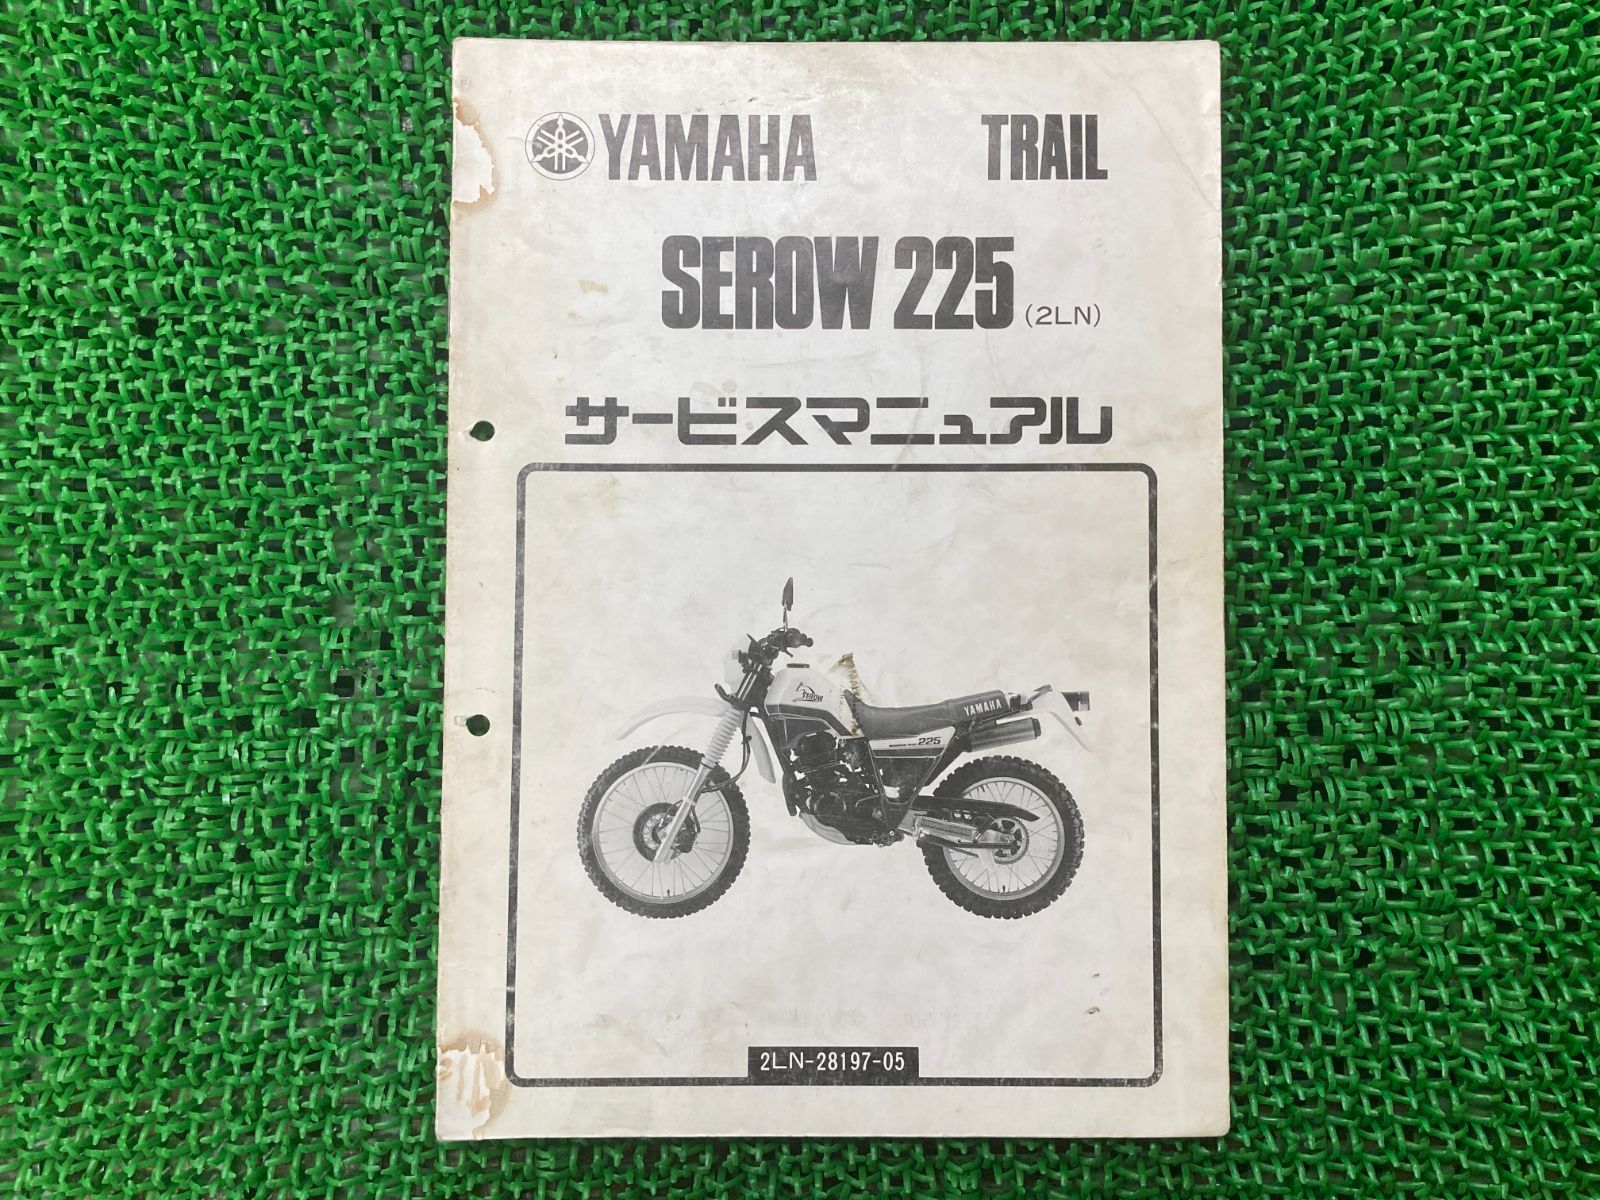 YAMAHA TRAIL
SEROW 225 (2LN)
サービスマニュアル
SEROW
YAMAHA
225
2LN-28197-05